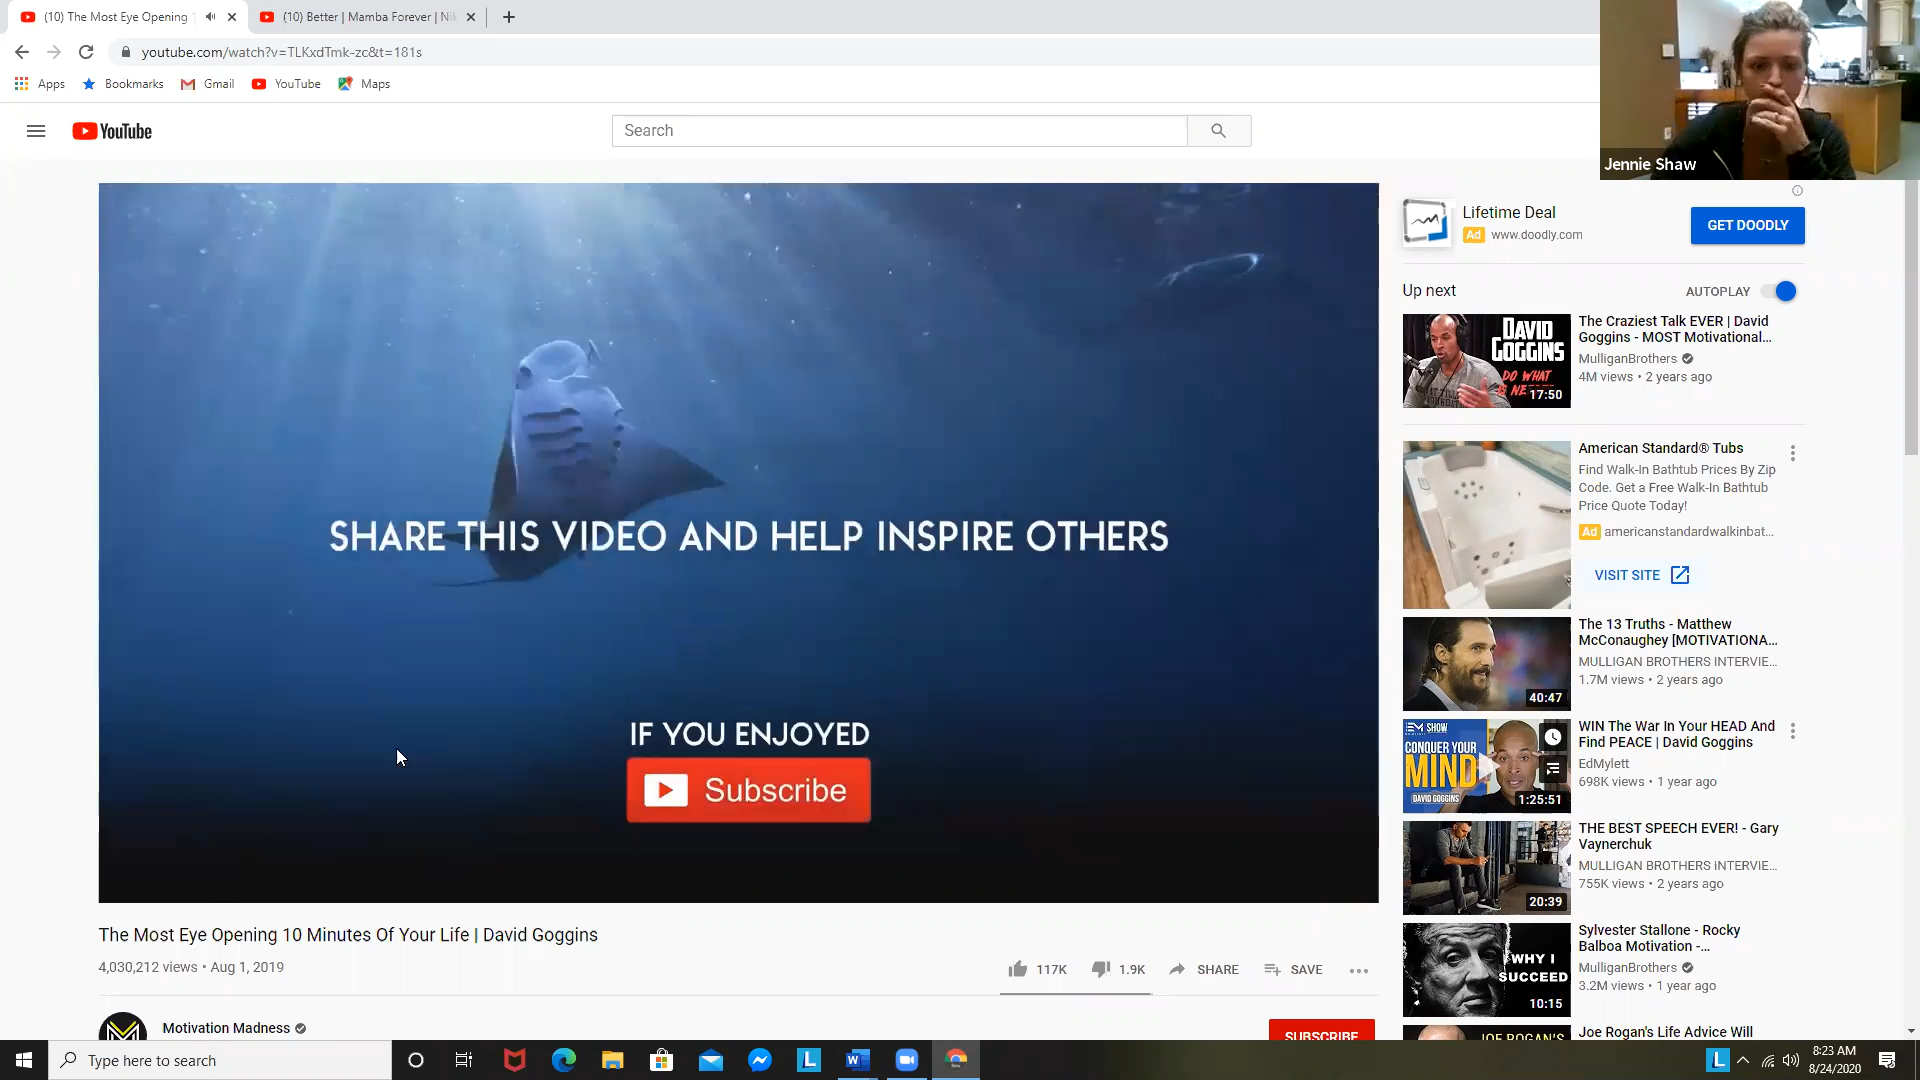 (10) The Most Eye Opening
(10) Better | Mamba Forever | Nik
youtube.com/watch?v=TLKxdTmk-zc&t=181s
Apps
Bookmarks
Gmail
YouTube
Maps
YouTube
Search
Jennie Shaw
SHARE THIS VIDEO AND HELP INSPIRE OTHERS
IF YOU ENJOYED
Subscribe
The Most Eye Opening 10 Minutes Of Your Life | David Goggins
4,030,212 views • Aug 1, 2019
117K
1.9K
SHARE
SAVE
Motivation Madness
SUBSCRIBE
Lifetime Deal
Ad www.doodly.com
GET DOODLY
Up next
AUTOPLAY
DAVID
GOGGINS
DO WHAT
17:50
The Craziest Talk EVER | David
Goggins - MOST Motivational...
MulliganBrothers
4M views • 2 years ago
American Standard® Tubs
Find Walk-In Bathtub Prices By Zip
Code. Get a Free Walk-In Bathtub
Price Quote Today!
Ad americanstandardwalkinbat...
VISIT SITE
40:47
The 13 Truths - Matthew
McConaughey [MOTIVATIONA...
MULLIGAN BROTHERS INTERVIE...
1.7M views • 2 years ago
EM SHOW
CONQUER YOUR
MIND
DAVID GOGGINS
1:25:51
WIN The War In Your HEAD And
Find PEACE | David Goggins
EdMylett
698K views • 1 year ago
20:39
THE BEST SPEECH EVER! - Gary
Vaynerchuk
MULLIGAN BROTHERS INTERVIE...
755K views • 2 years ago
WHY I
SUCCEED
10:15
Sylvester Stallone - Rocky
Balboa Motivation -...
MulliganBrothers
3.2M views • 1 year ago
JOE ROGAN'S
Joe Rogan's Life Advice Will
Type here to search
8:23 AM
8/24/2020